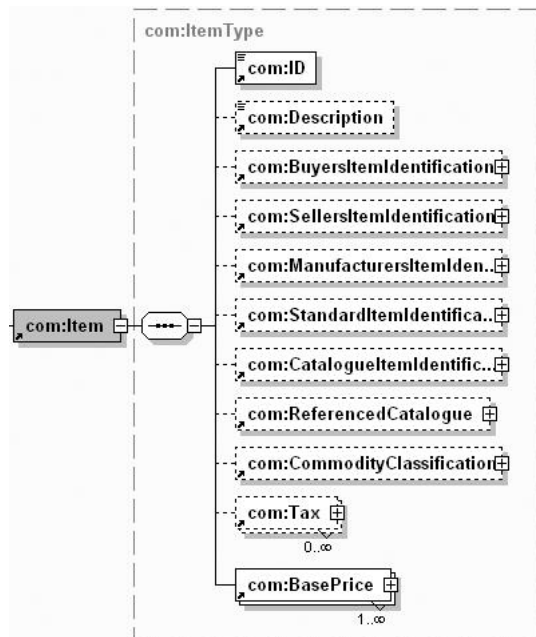 com:ItemType
com:ID
com:Description
com:BuyersItemIdentification
com:SellersItemIdentification
com:ManufacturersItemIden...
com:StandardItemIdentifica...
com:Item
com:CatalogueItemIdentific...
com:ReferencedCatalogue
com:CommodityClassification
com:Tax
0..∞
com:BasePrice
1..∞